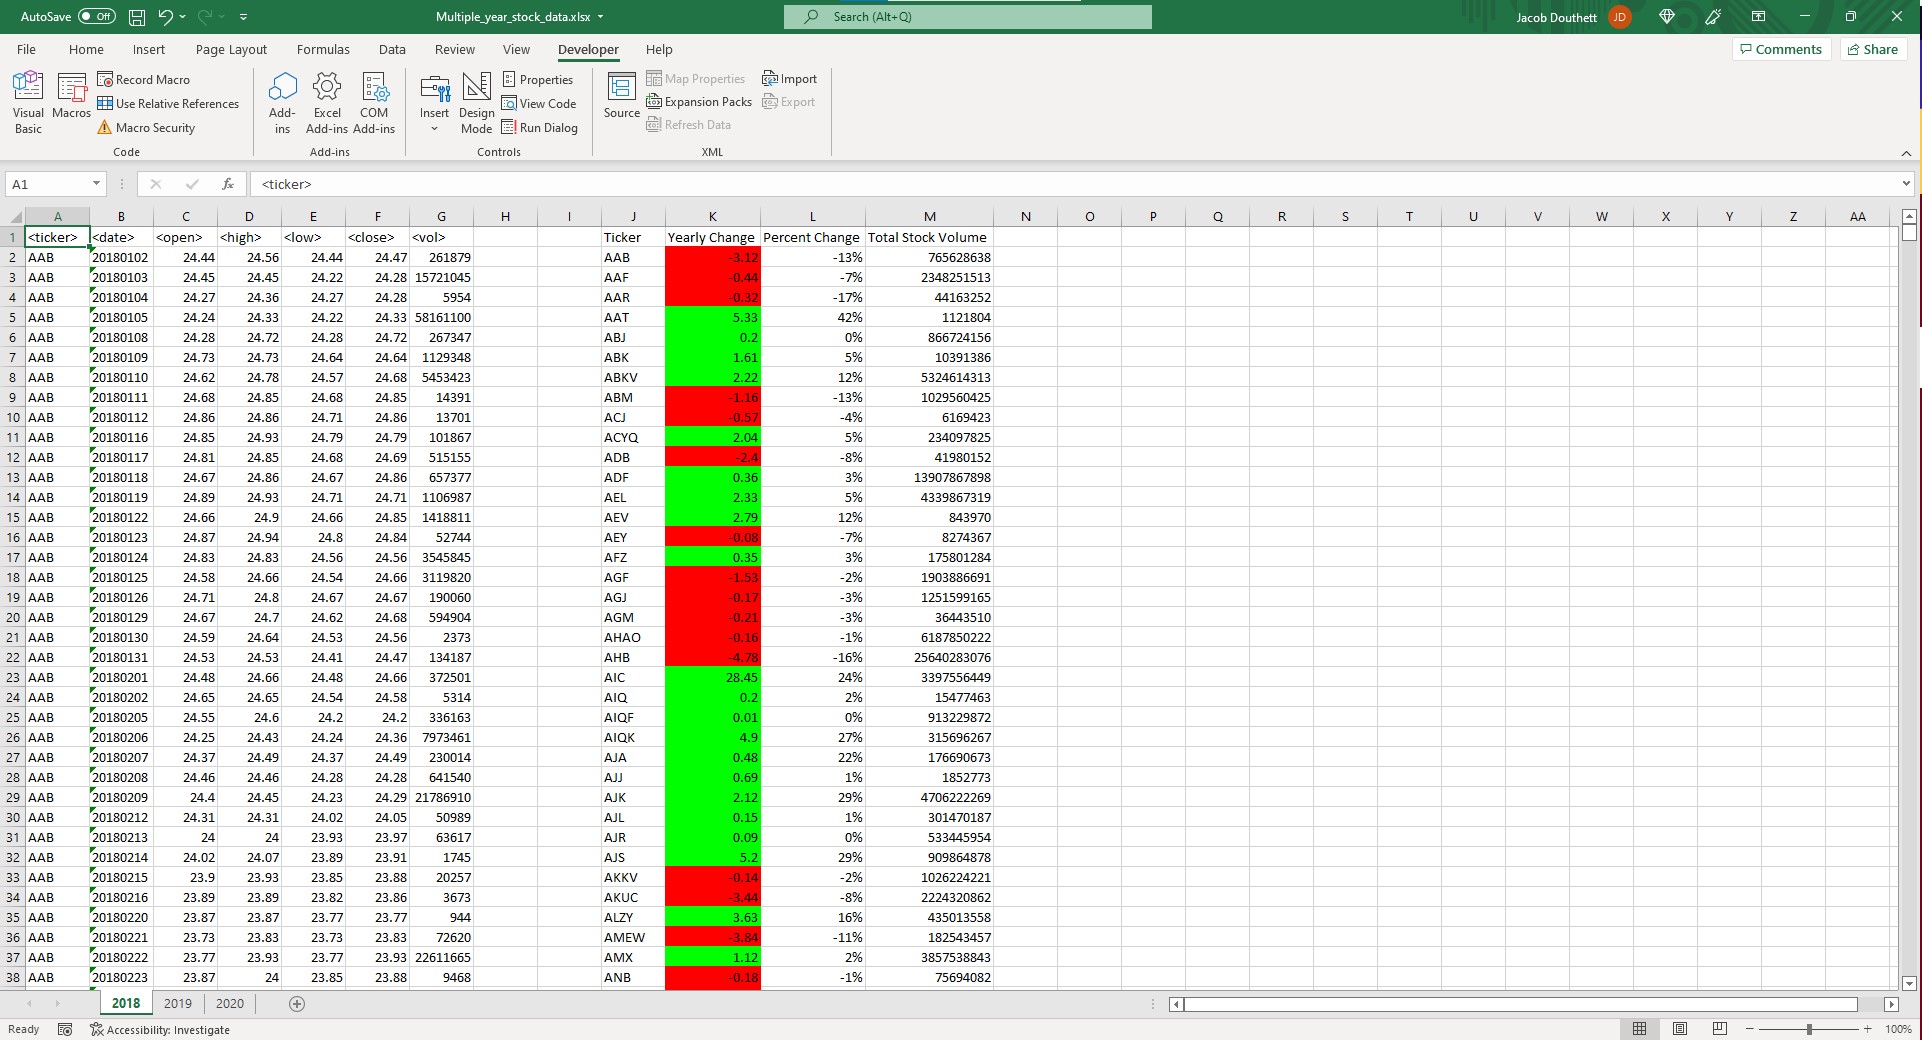 AutoSave Off Multiple_year_stock_data.xlsx Search (Alt+Q) Jacob Douthett JD
File Home Insert Page Layout Formulas Data Review View Developer Help Comments Share
Visual Basic Macros Record Macro Use Relative References Macro Security Code
Add-ins Excel Add-ins COM Add-ins Add-ins
Insert Design Mode Properties View Code Run Dialog Controls
Source Map Properties Expansion Packs Refresh Data Import Export XML
A1 fx <ticker>
A B C D E F G H I J K L M N O P Q R S T U V W X Y Z AA
1 <ticker> <date> <open> <high> <low> <close> <vol> Ticker Yearly Change Percent Change Total Stock Volume
2 AAB 20180102 24.44 24.56 24.44 24.47 261879 AAB -3.12 -13% 765628638
3 AAB 20180103 24.45 24.45 24.22 24.28 15721045 AAF -0.44 -7% 2348251513
4 AAB 20180104 24.27 24.36 24.27 24.28 5954 AAR -0.32 -17% 44163252
5 AAB 20180105 24.24 24.33 24.22 24.33 58161100 AAT 5.33 42% 1121804
6 AAB 20180108 24.28 24.72 24.28 24.72 267347 ABJ 0.2 0% 866724156
7 AAB 20180109 24.73 24.73 24.64 24.64 1129348 ABK 1.61 5% 10391386
8 AAB 20180110 24.62 24.78 24.57 24.68 5453423 ABKV 2.22 12% 5324614313
9 AAB 20180111 24.68 24.85 24.68 24.85 14391 ABM -1.16 -13% 1029560425
10 AAB 20180112 24.86 24.86 24.71 24.86 13701 ACJ -0.57 -4% 6169423
11 AAB 20180116 24.85 24.93 24.79 24.79 101867 ACYQ 2.04 5% 234097825
12 AAB 20180117 24.81 24.85 24.68 24.69 515155 ADB -2.4 -8% 41980152
13 AAB 20180118 24.67 24.86 24.67 24.86 657377 ADF 0.36 3% 13907867898
14 AAB 20180119 24.89 24.93 24.71 24.71 1106987 AEL 2.33 5% 4339867319
15 AAB 20180122 24.66 24.9 24.66 24.85 1418811 AEV 2.79 12% 843970
16 AAB 20180123 24.87 24.94 24.8 24.84 52744 AEY -0.08 -7% 8274367
17 AAB 20180124 24.83 24.83 24.56 24.56 3545845 AFZ 0.35 3% 175801284
18 AAB 20180125 24.58 24.66 24.54 24.66 3119820 AGF -1.53 -2% 1903886691
19 AAB 20180126 24.71 24.8 24.67 24.67 190060 AGJ -0.17 -3% 1251599165
20 AAB 20180129 24.67 24.7 24.62 24.68 594904 AGM -0.21 -3% 36443510
21 AAB 20180130 24.59 24.64 24.53 24.56 2373 AHAO -0.16 -1% 6187850222
22 AAB 20180131 24.53 24.53 24.41 24.47 134187 AHB -4.78 -16% 25640283076
23 AAB 20180201 24.48 24.66 24.48 24.66 372501 AIC 28.45 24% 3397556449
24 AAB 20180202 24.65 24.65 24.54 24.58 5314 AIQ 0.2 2% 15477463
25 AAB 20180205 24.55 24.6 24.2 24.2 336163 AIQF 0.01 0% 913229872
26 AAB 20180206 24.25 24.43 24.24 24.36 7973461 AIQK 4.9 27% 315696267
27 AAB 20180207 24.37 24.49 24.37 24.49 230014 AJA 0.48 22% 176690673
28 AAB 20180208 24.46 24.46 24.28 24.28 641540 AJJ 0.69 1% 1852773
29 AAB 20180209 24.4 24.45 24.23 24.29 21786910 AJK 2.12 29% 4706222269
30 AAB 20180212 24.31 24.31 24.02 24.05 50989 AJL 0.15 1% 301470187
31 AAB 20180213 24 24 23.93 23.97 63617 AJR 0.09 0% 533445954
32 AAB 20180214 24.02 24.07 23.89 23.91 1745 AJS 5.2 29% 909864878
33 AAB 20180215 23.9 23.93 23.85 23.88 20257 AKKV -0.14 -2% 1026224221
34 AAB 20180216 23.89 23.89 23.82 23.86 3673 AKUC -3.44 -8% 2224320862
35 AAB 20180220 23.87 23.87 23.77 23.77 944 ALZY 3.63 16% 435013558
36 AAB 20180221 23.73 23.83 23.73 23.83 72620 AMEW -3.84 -11% 182543457
37 AAB 20180222 23.77 23.93 23.77 23.93 22611665 AMX 1.12 2% 3857538843
38 AAB 20180223 23.87 24 23.85 23.88 9468 ANB -0.18 -1% 75694082
2018 2019 2020
Ready Accessibility: Investigate 100%